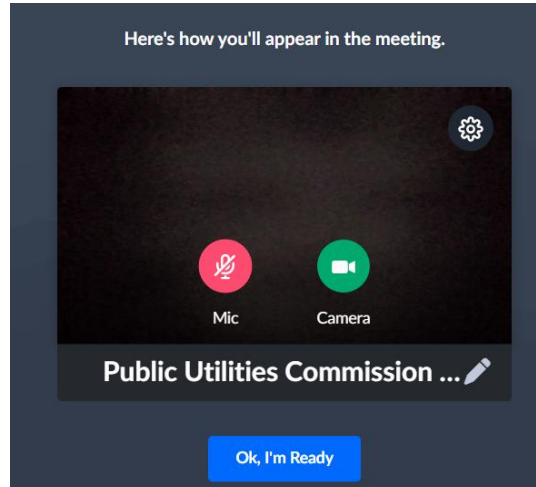 Here's how you'll appear in the meeting.
Mic
Camera
Public Utilities Commission ...
Ok, I'm Ready